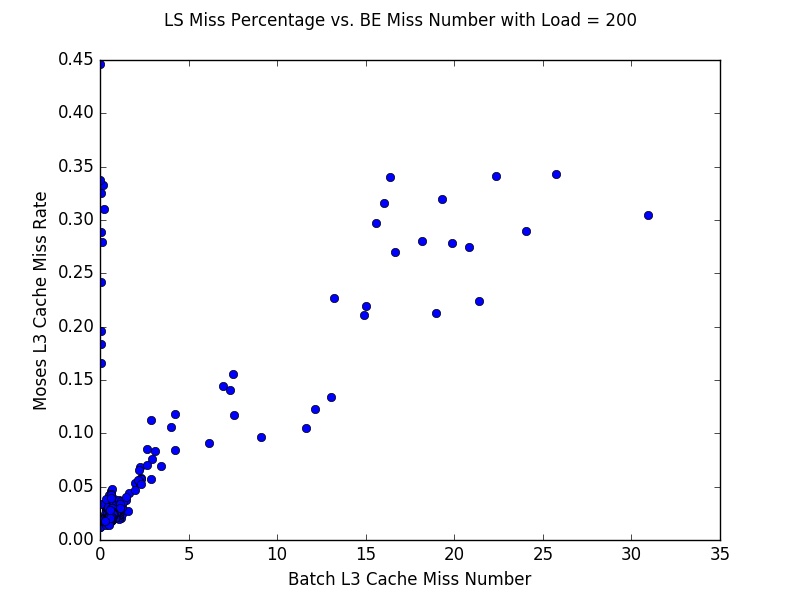 LS Miss Percentage vs. BE Miss Number with Load = 200
0.45
0.40
0.35
0.30
0.25
0.20
0.15
0.10
0.05
0.00
Moses L3 Cache Miss Rate
0 5 10 15 20 25 30 35
Batch L3 Cache Miss Number